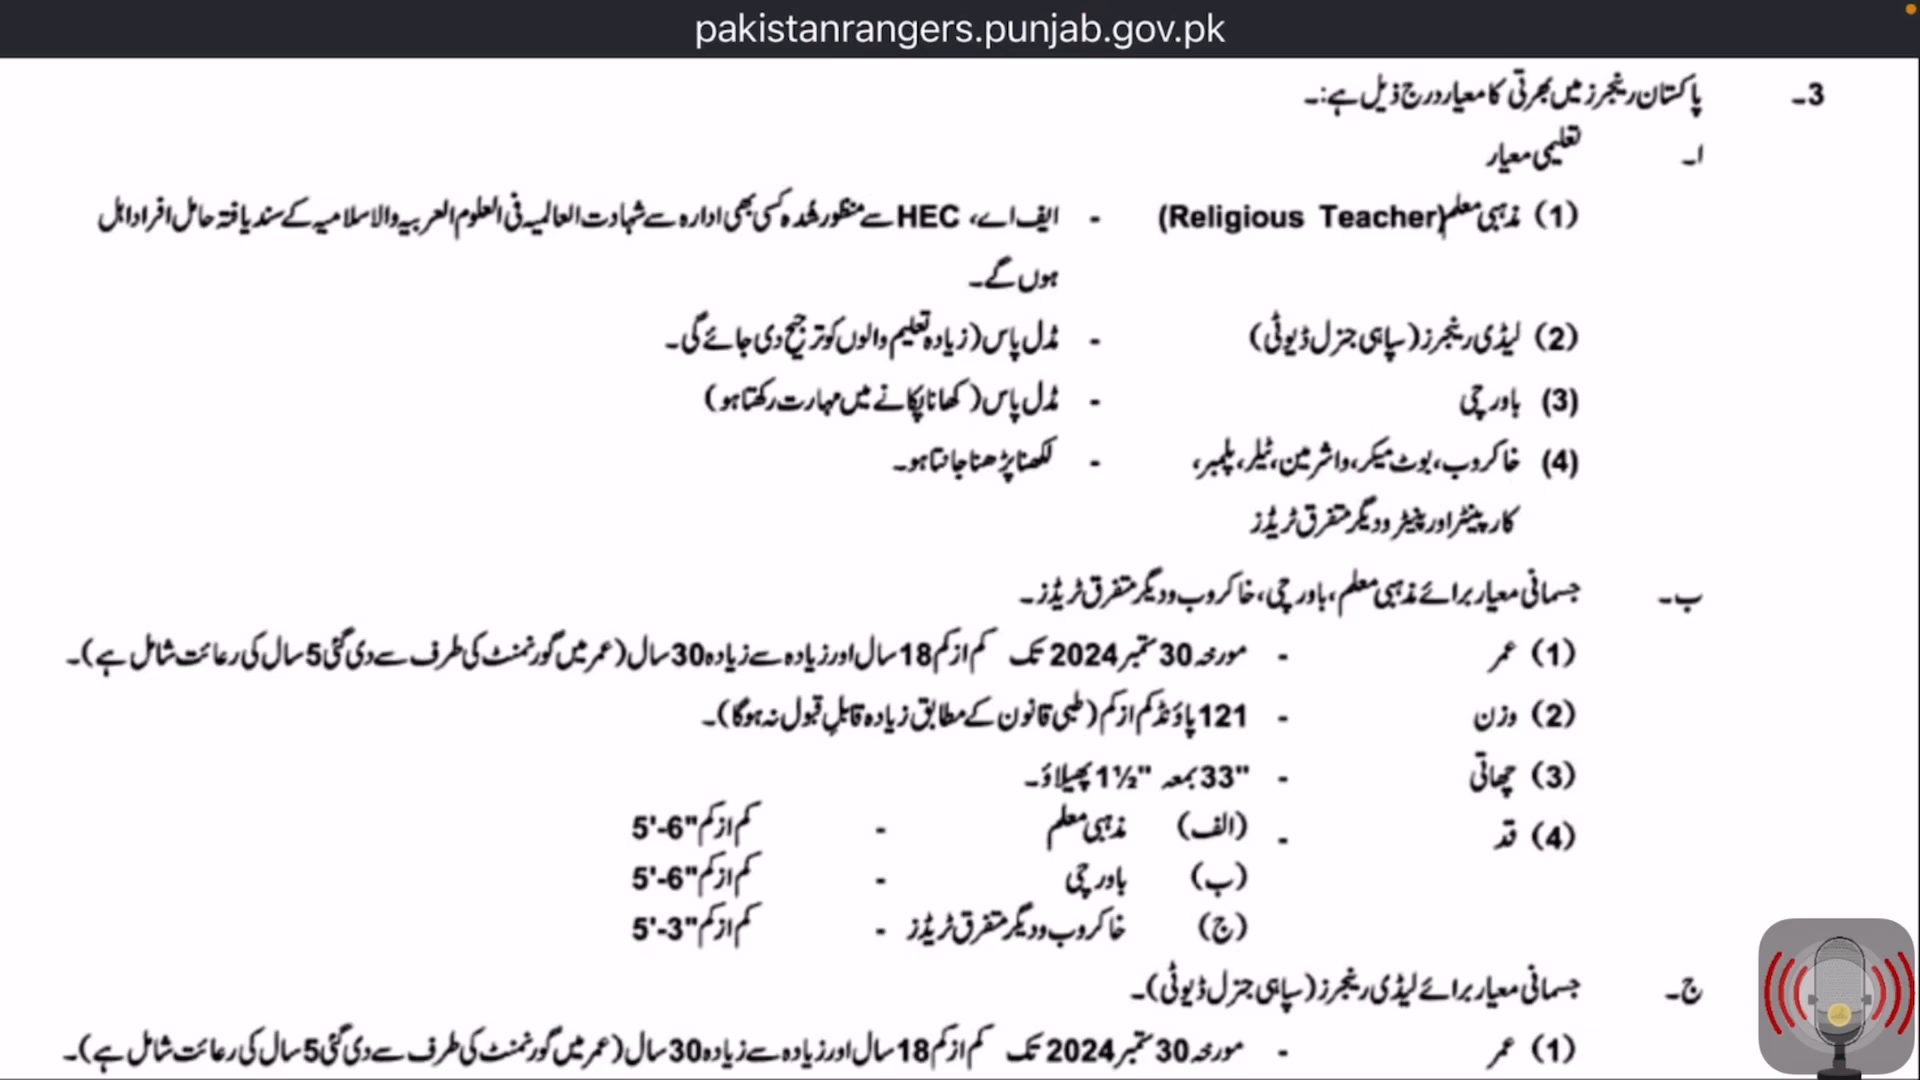 pakistanrangers.punjab.gov.pk
3۔ پاکستان رینجرز میں بھرتی کا معیار درج ذیل ہے:۔
ا۔ تعلیمی معیار
(1) مذہبی معلم (Religious Teacher) - ایف اے، HEC سے منظور شُدہ کسی بھی ادارہ سے شہادت العالمیہ فی العلوم العربیہ والاسلامیہ کے سند یافتہ حامل افراد اہل
ہوں گے۔
(2) لیڈی رینجرز (سپاہی جنرل ڈیوٹی) - مڈل پاس (زیادہ تعلیم والوں کو ترجیح دی جائے گی۔
(3) باورچی - مڈل پاس (کھانا پکانے میں مہارت رکھتا ہو)
(4) خاکروب، بوٹ میکر، واشر مین، ٹیلر، پلمبر، - لکھنا پڑھنا جانتا ہو۔
کارپینٹر اور پینٹر و دیگر متفرق ٹریڈز
ب۔ جسمانی معیار برائے مذہبی معلم، باورچی، خاکروب و دیگر متفرق ٹریڈز۔
(1) عمر - مورخہ 30 ستمبر 2024 تک کم از کم 18 سال اور زیادہ سے زیادہ 30 سال (عمر میں گورنمنٹ کی طرف سے دی گئی 5 سال کی رعائت شامل ہے)۔
(2) وزن - 121 پاؤنڈ کم از کم (طبی قانون کے مطابق زیادہ قابلِ قبول نہ ہوگا)۔
(3) چھاتی - 33" بمعہ 1½" پھیلاؤ۔
(4) قد - (الف) مذہبی معلم - کم از کم 5'-6"
(ب) باورچی - کم از کم 5'-6"
(ج) خاکروب و دیگر متفرق ٹریڈز - کم از کم 5'-3"
ج۔ جسمانی معیار برائے لیڈی رینجرز (سپاہی جنرل ڈیوٹی)۔
(1) عمر - مورخہ 30 ستمبر 2024 تک کم از کم 18 سال اور زیادہ سے زیادہ 30 سال (عمر میں گورنمنٹ کی طرف سے دی گئی 5 سال کی رعائت شامل ہے)۔